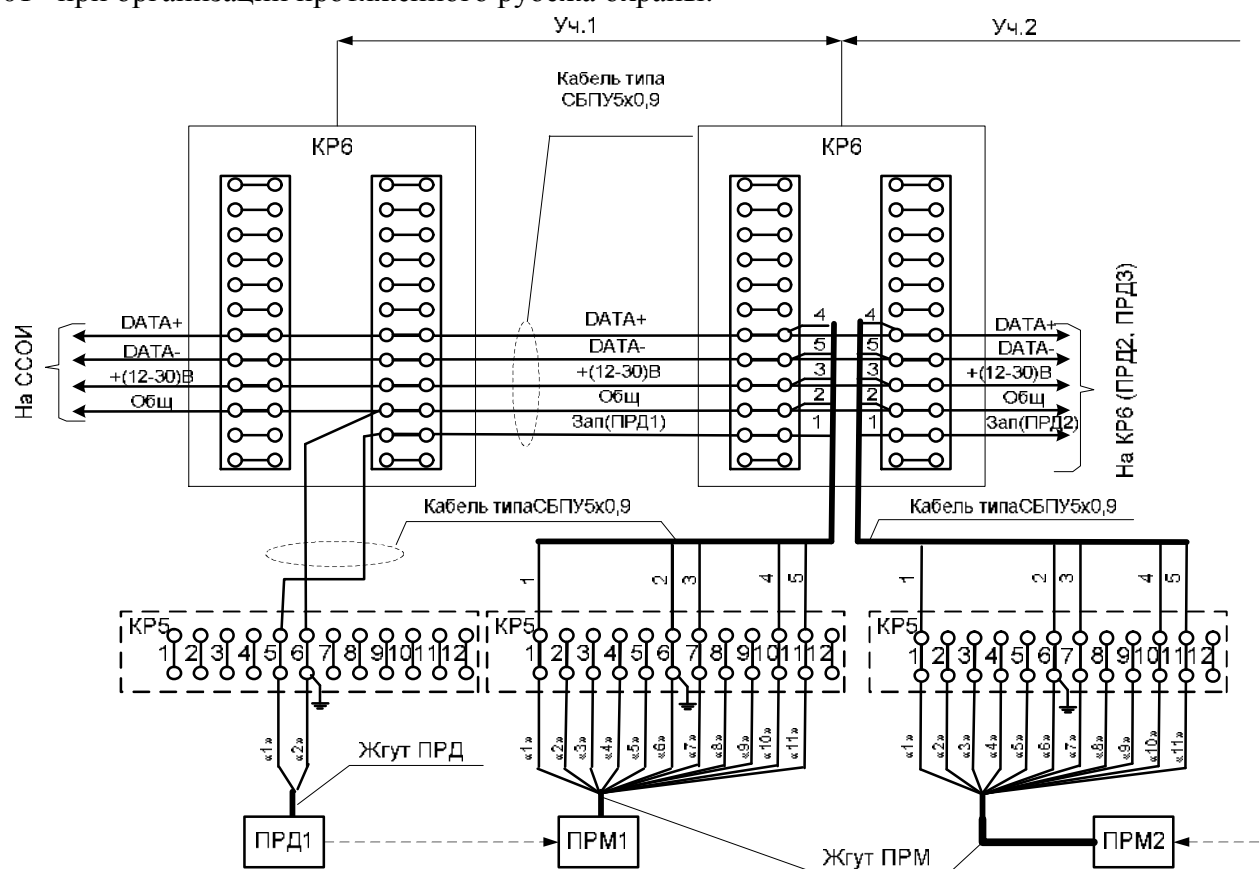 при организации протяженного рубежа охраны.
Уч.1
Уч.2
Кабель типа
СБПУ5х0,9
КР6
КР6
На ССОИ
DATA+
DATA-
+(12-30)В
Общ
DATA+
DATA-
+(12-30)В
Общ
Зап(ПРД1)
4
5
3
2
1
4
5
3
2
1
DATA+
DATA-
+(12-30)В
Общ
Зап(ПРД2)
На КР6 (ПРД2, ПРД3)
Кабель типаСБПУ5х0,9
Кабель типаСБПУ5х0,9
1
2
3
4
5
1
2
3
4
5
КР5
1 2 3 4 5 6 7 8 9 10 11 12
КР5
1 2 3 4 5 6 7 8 9 10 11 12
КР5
1 2 3 4 5 6 7 8 9 10 11 12
«1» «2»
«1» «2» «3» «4» «5» «6» «7» «8» «9» «10» «11»
«1» «2» «3» «4» «5» «6» «7» «8» «9» «10» «11»
Жгут ПРД
ПРД1
ПРМ1
Жгут ПРМ
ПРМ2